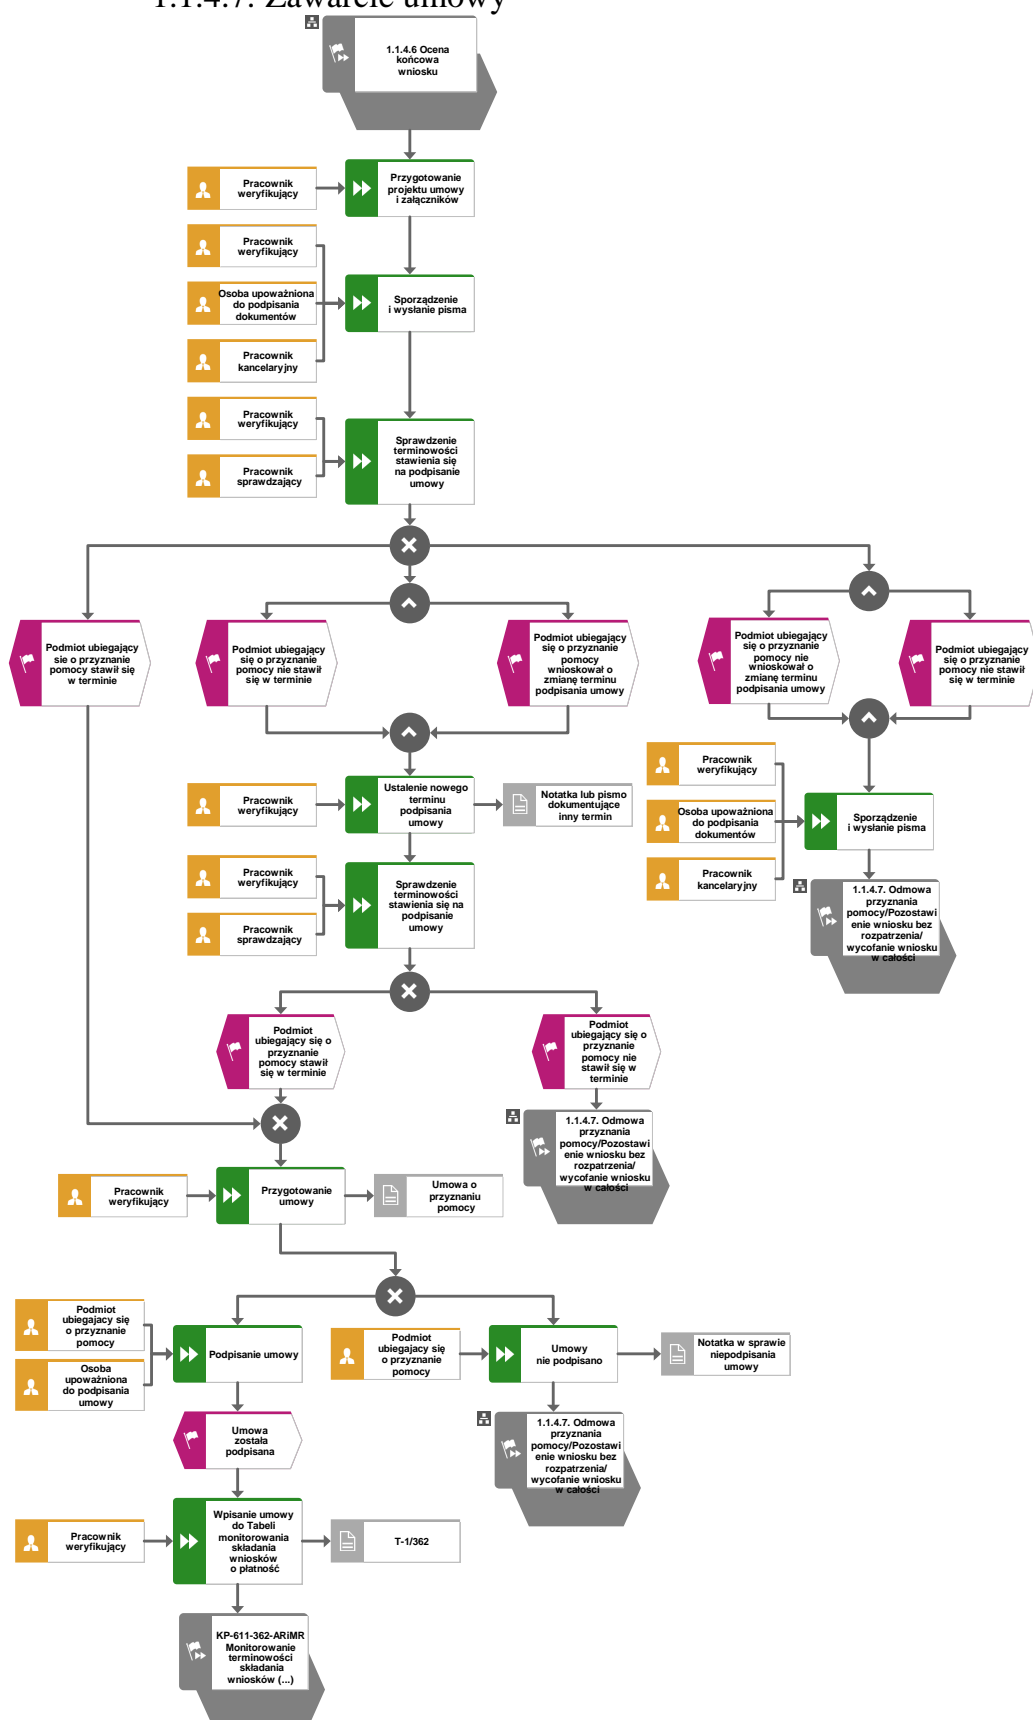 1.1.4.7. Zawarcie umowy
1.1.4.6 Ocena
końcowa
wniosku
Pracownik
weryfikujący
Przygotowanie
projektu umowy
i załączników
Pracownik
weryfikujący
Osoba upoważniona
do podpisania
dokumentów
Pracownik
kancelaryjny
Sporządzenie
i wysłanie pisma
Pracownik
weryfikujący
Pracownik
sprawdzający
Sprawdzenie
terminowości
stawienia się
na podpisanie
umowy
Podmiot ubiegający
sie o przyznanie
pomocy stawił się
w terminie
Podmiot ubiegający
się o przyznanie
pomocy nie stawił
się w terminie
Podmiot ubiegający
się o przyznanie
pomocy
wnioskował o
zmianę terminu
podpisania umowy
Podmiot ubiegający
się o przyznanie
pomocy nie
wnioskował o
zmianę terminu
podpisania umowy
Podmiot ubiegający
się o przyznanie
pomocy nie stawił
się w terminie
Pracownik
weryfikujący
Ustalenie nowego
terminu
podpisania
umowy
Notatka lub pismo
dokumentujące
inny termin
Pracownik
weryfikujący
Osoba upoważniona
do podpisania
dokumentów
Pracownik
kancelaryjny
Sporządzenie
i wysłanie pisma
Pracownik
weryfikujący
Pracownik
sprawdzający
Sprawdzenie
terminowości
stawienia się na
podpisanie
umowy
1.1.4.7. Odmowa
przyznania
pomocy/Pozostawi
enie wniosku bez
rozpatrzenia/
wycofanie wniosku
w całości
Podmiot
ubiegający się o
przyznanie
pomocy stawił
się w terminie
Podmiot
ubiegający się o
przyznanie
pomocy nie
stawił się w
terminie
1.1.4.7. Odmowa
przyznania
pomocy/Pozostawi
enie wniosku bez
rozpatrzenia/
wycofanie wniosku
w całości
Pracownik
weryfikujący
Przygotowanie
umowy
Umowa o
przyznaniu
pomocy
Podmiot
ubiegajacy się
o przyznanie
pomocy
Osoba
upoważniona
do podpisania
umowy
Podpisanie umowy
Podmiot
ubiegajacy się
o przyznanie
pomocy
Umowy
nie podpisano
Notatka w sprawie
niepodpisania
umowy
Umowa
została
podpisana
1.1.4.7. Odmowa
przyznania
pomocy/Pozostawi
enie wniosku bez
rozpatrzenia/
wycofanie wniosku
w całości
Pracownik
weryfikujący
Wpisanie umowy
do Tabeli
monitorowania
składania
wniosków
o płatność
T-1/362
KP-611-362-ARiMR
Monitorowanie
terminowości
składania
wniosków (...)